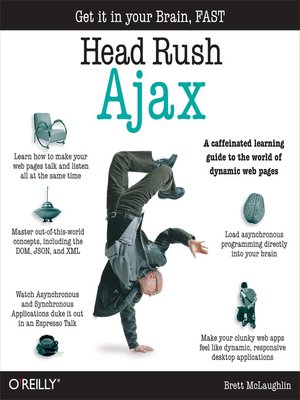 Get it in your Brain, FAST
Head Rush
Ajax
A caffeinated learning
guide to the world of
dynamic web pages
Learn how to make your
web pages talk and listen
all at the same time
Master out-of-this-world
concepts, including the
DOM, JSON, and XML
Load asynchronous
programming directly
into your brain
Watch Asynchronous
and Synchronous
Applications duke it out
in an Espresso Talk
Make your clunky web apps
feel like dynamic, responsive
desktop applications
O'REILLY®
Brett McLaughlin